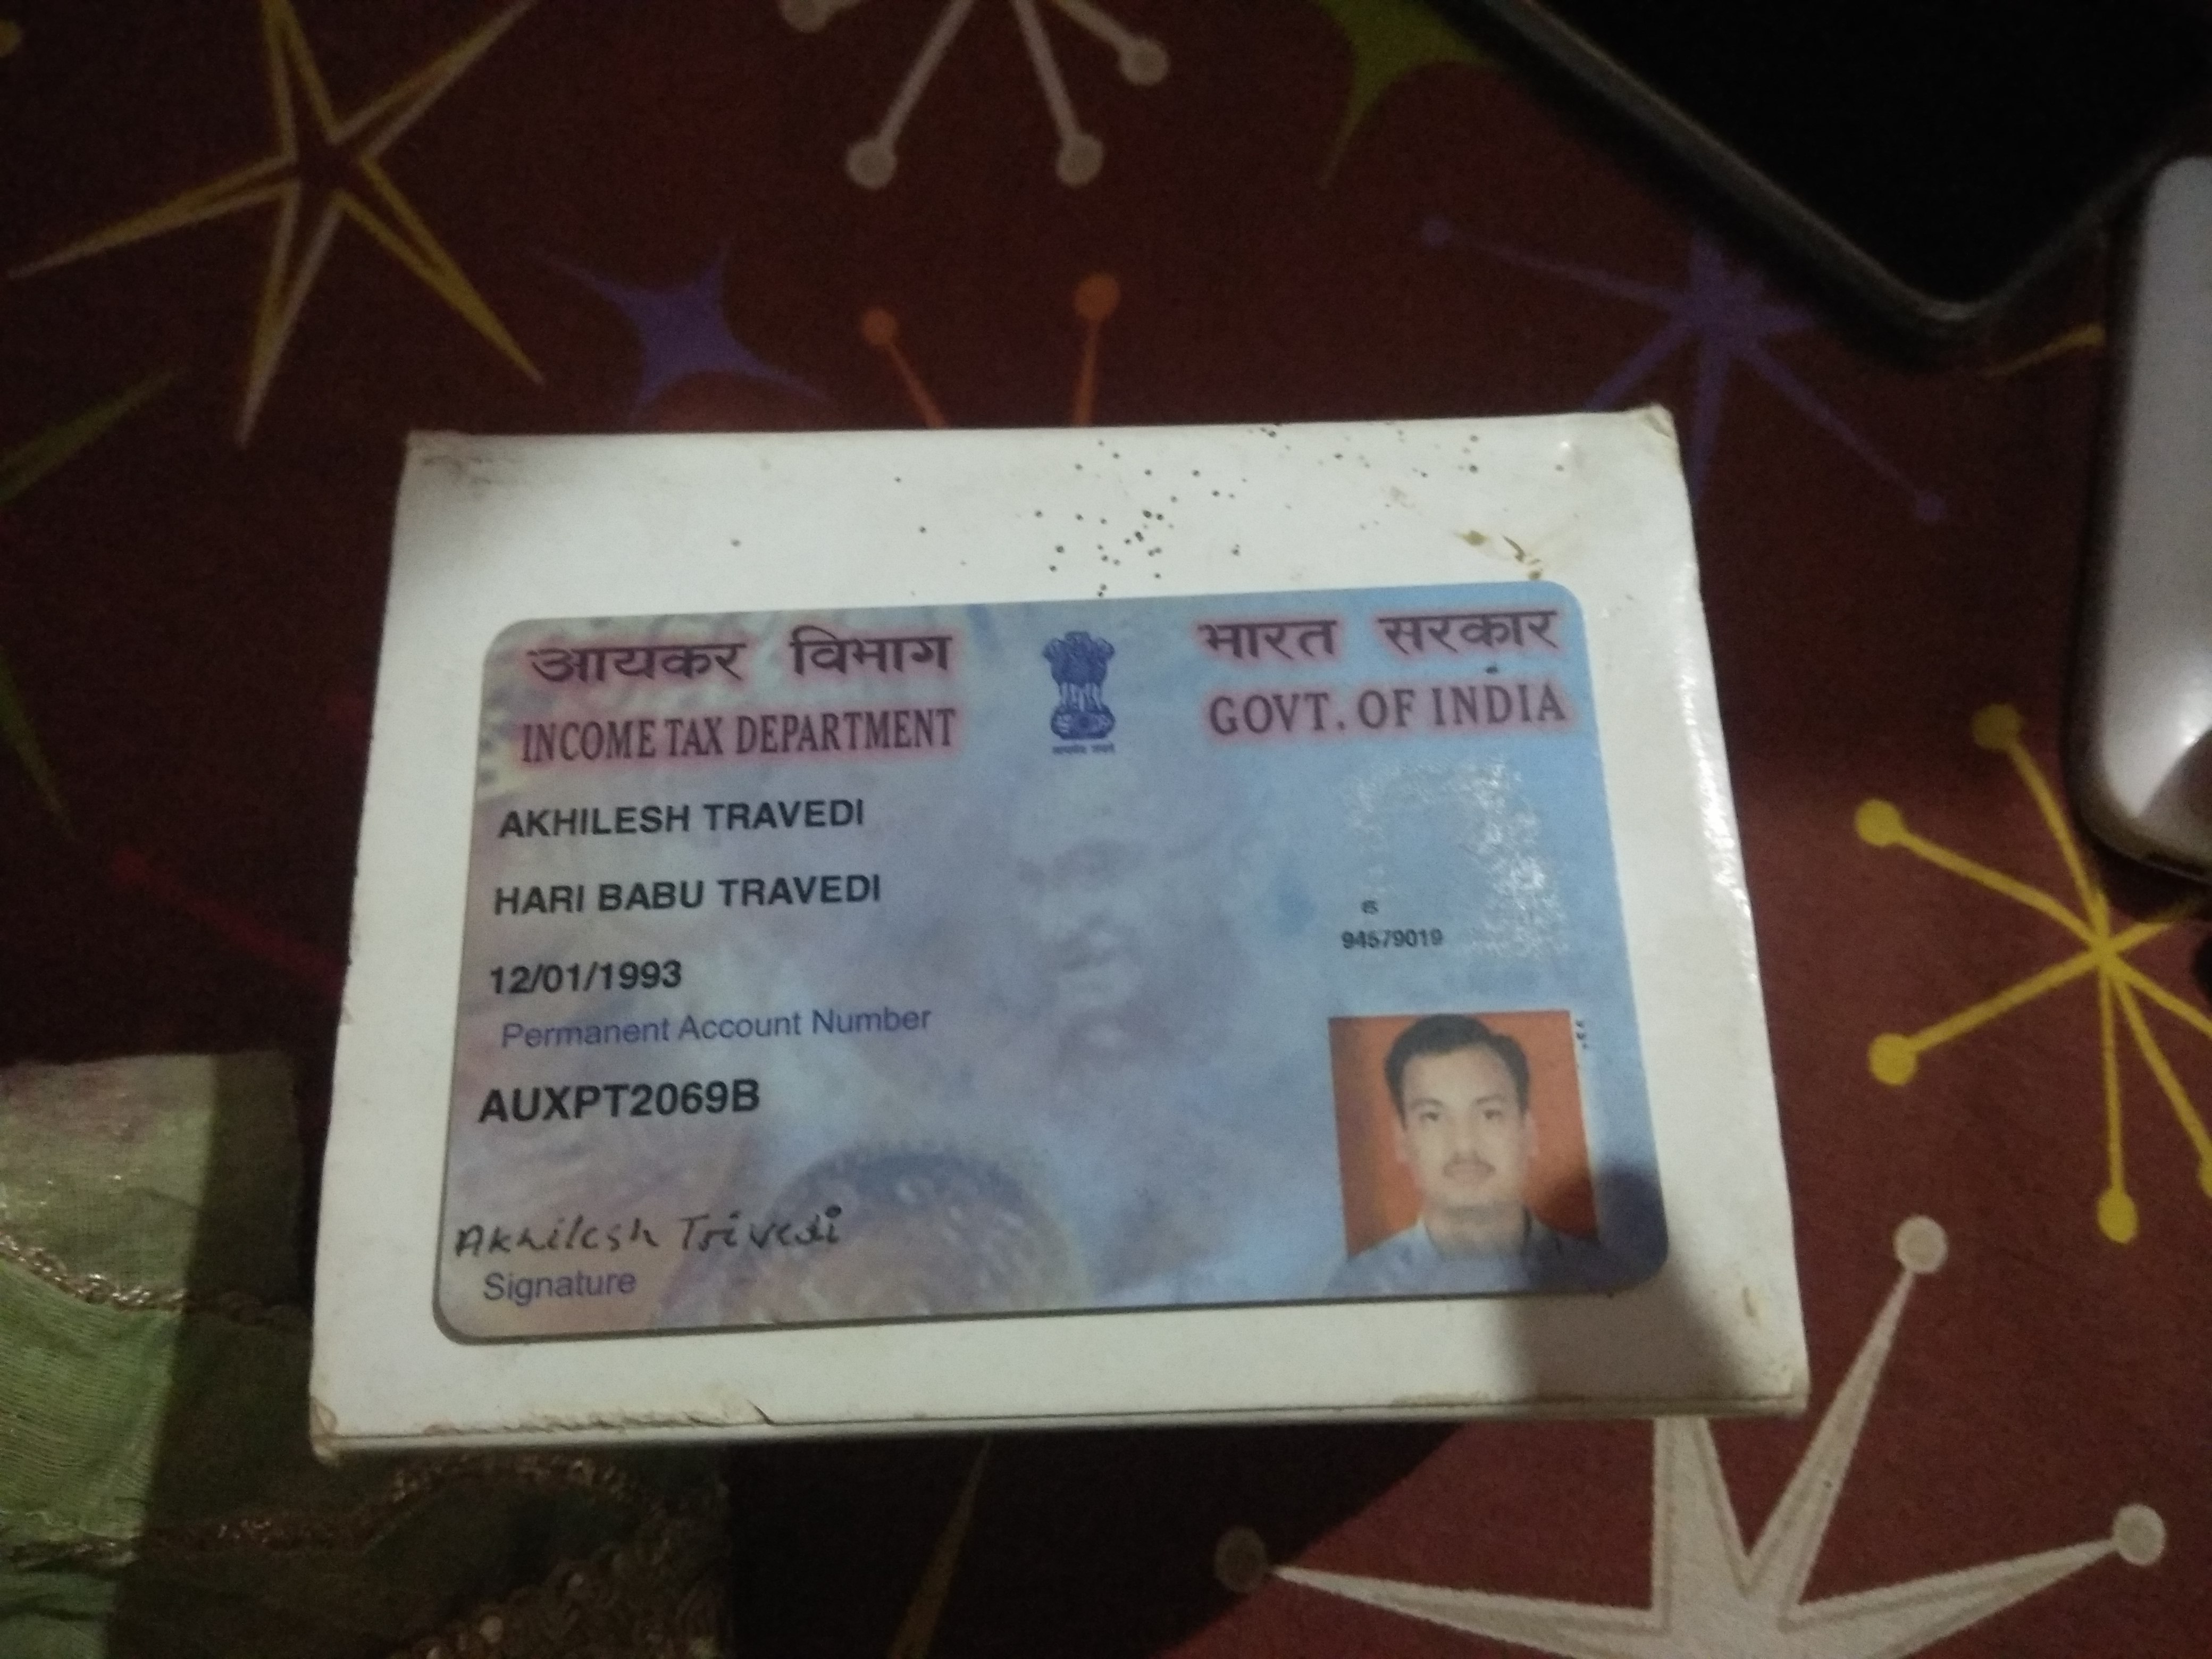 आयकर विभाग
भारत सरकार
INCOME TAX DEPARTMENT
GOVT. OF INDIA
AKHILESH TRAVEDI
HARI BABU TRAVEDI
94579019
12/01/1993
Permanent Account Number
AUXPT2069B
Akhilesh Trivedi
Signature